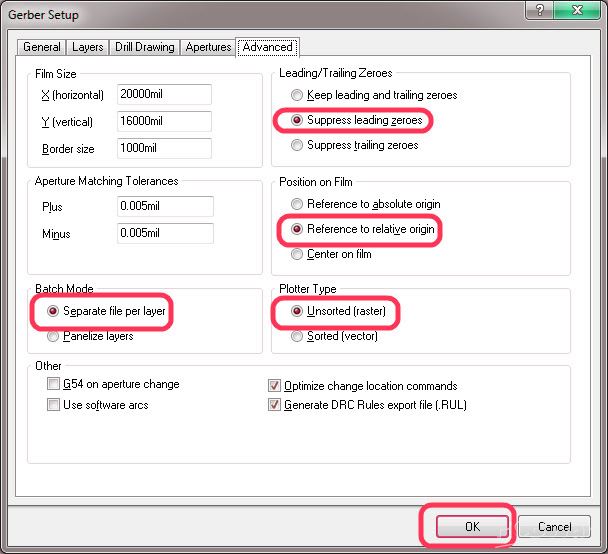 Gerber Setup
General Layers Drill Drawing Apertures Advanced
Film Size
X (horizontal) 20000mil
Y (vertical) 16000mil
Border size 1000mil
Leading/Trailing Zeroes
Keep leading and trailing zeroes
Suppress leading zeroes
Suppress trailing zeroes
Aperture Matching Tolerances
Plus 0.005mil
Minus 0.005mil
Position on Film
Reference to absolute origin
Reference to relative origin
Center on film
Batch Mode
Separate file per layer
Panelize layers
Plotter Type
Unsorted (raster)
Sorted (vector)
Other
G54 on aperture change
Use software arcs
Optimize change location commands
Generate DRC Rules export file (.RUL)
OK Cancel